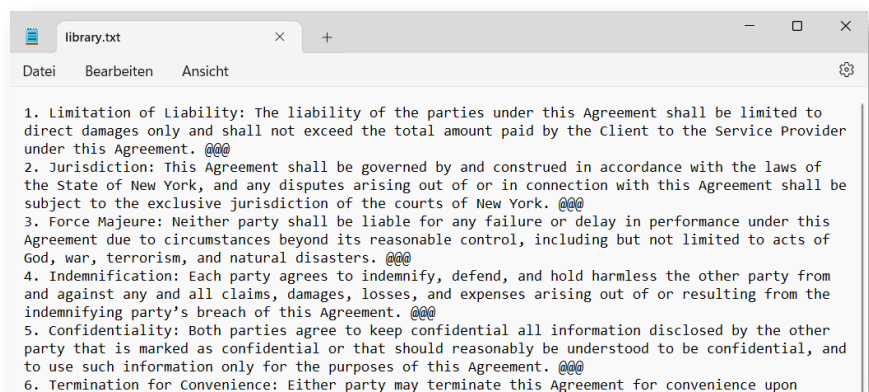 library.txt
Datei Bearbeiten Ansicht
1. Limitation of Liability: The liability of the parties under this Agreement shall be limited to
direct damages only and shall not exceed the total amount paid by the Client to the Service Provider
under this Agreement. @@@
2. Jurisdiction: This Agreement shall be governed by and construed in accordance with the laws of
the State of New York, and any disputes arising out of or in connection with this Agreement shall be
subject to the exclusive jurisdiction of the courts of New York. @@@
3. Force Majeure: Neither party shall be liable for any failure or delay in performance under this
Agreement due to circumstances beyond its reasonable control, including but not limited to acts of
God, war, terrorism, and natural disasters. @@@
4. Indemnification: Each party agrees to indemnify, defend, and hold harmless the other party from
and against any and all claims, damages, losses, and expenses arising out of or resulting from the
indemnifying party’s breach of this Agreement. @@@
5. Confidentiality: Both parties agree to keep confidential all information disclosed by the other
party that is marked as confidential or that should reasonably be understood to be confidential, and
to use such information only for the purposes of this Agreement. @@@
6. Termination for Convenience: Either party may terminate this Agreement for convenience upon